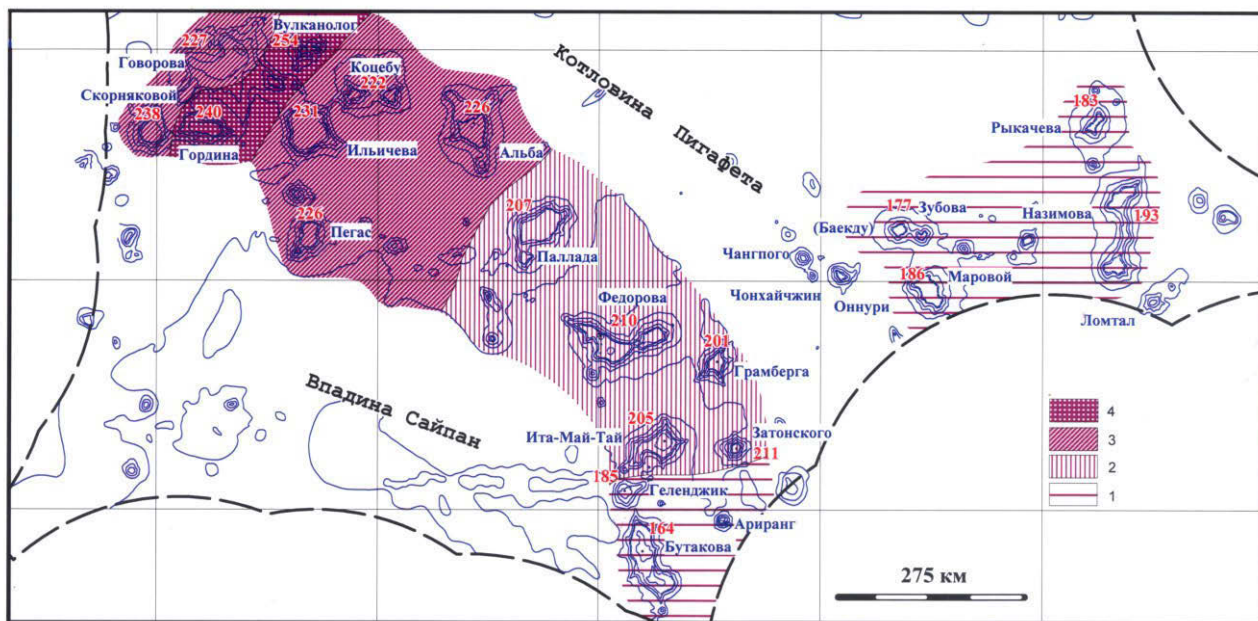 Вулканолог
227
254
Говорова
Коцебу
222
Скорняковой
238
240
231
226
Гордина
Ильичева
Альба
Котловина Пигафета
183
Рыкачева
207
226
Пегас
Паллада
177
Зубова
(Баекду)
Назимова
193
Чангпого
186
Маровой
Чонхайчжин
Оннури
Ломтал
Федорова
210
201
Грамберга
Впадина Сайпан
205
Ита-Май-Тай
Затонского
211
185
Геленджик
164
Ариранг
Бутакова
4
3
2
1
275 км